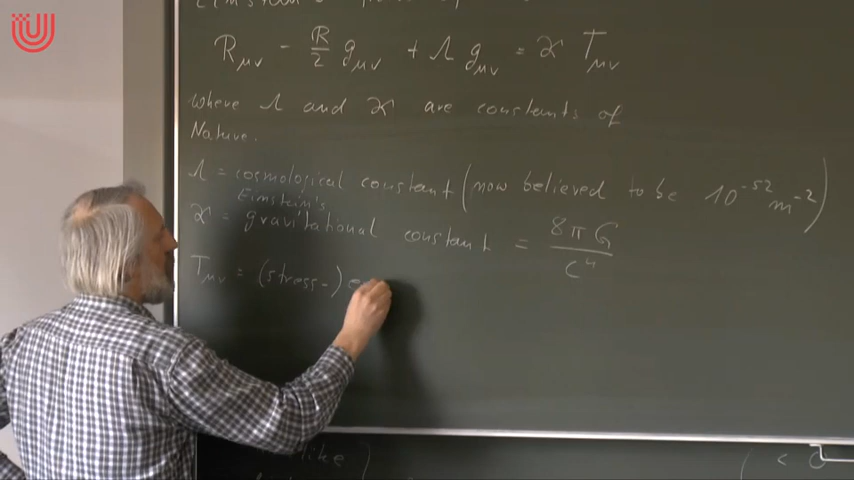 R_μν - R/2 g_μν + Λ g_μν = ϰ T_μν
where Λ and ϰ are constants of
Nature.
Λ = cosmological constant (now believed to be 10^-52 m^-2)
Einstein's
ϰ = gravitational constant = 8πG/c^4
T_μν = (stress-) e
like )
( <